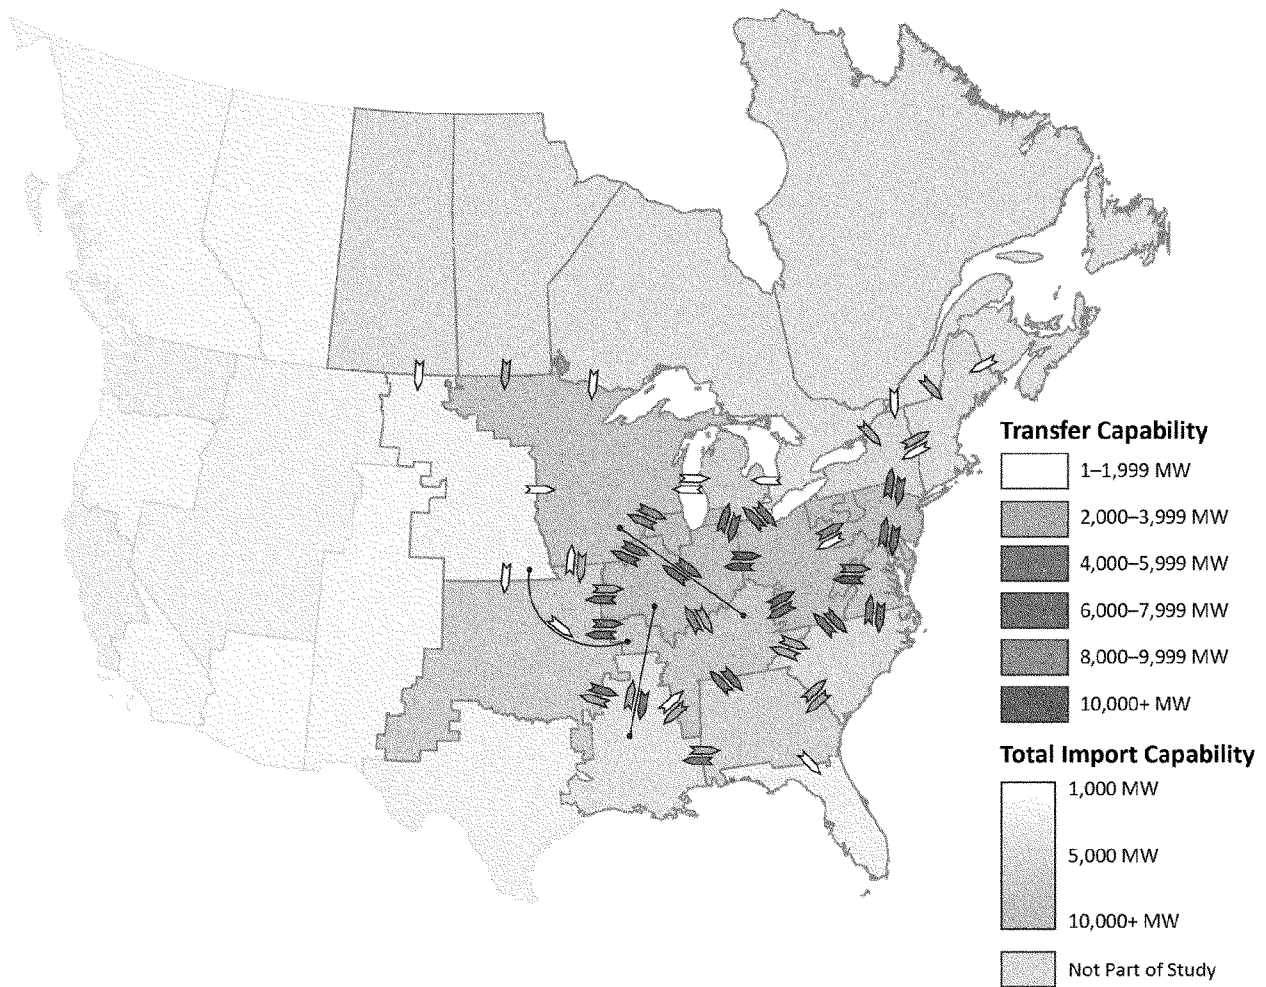 Transfer Capability
1–1,999 MW
2,000–3,999 MW
4,000–5,999 MW
6,000–7,999 MW
8,000–9,999 MW
10,000+ MW
Total Import Capability
1,000 MW
5,000 MW
10,000+ MW
Not Part of Study